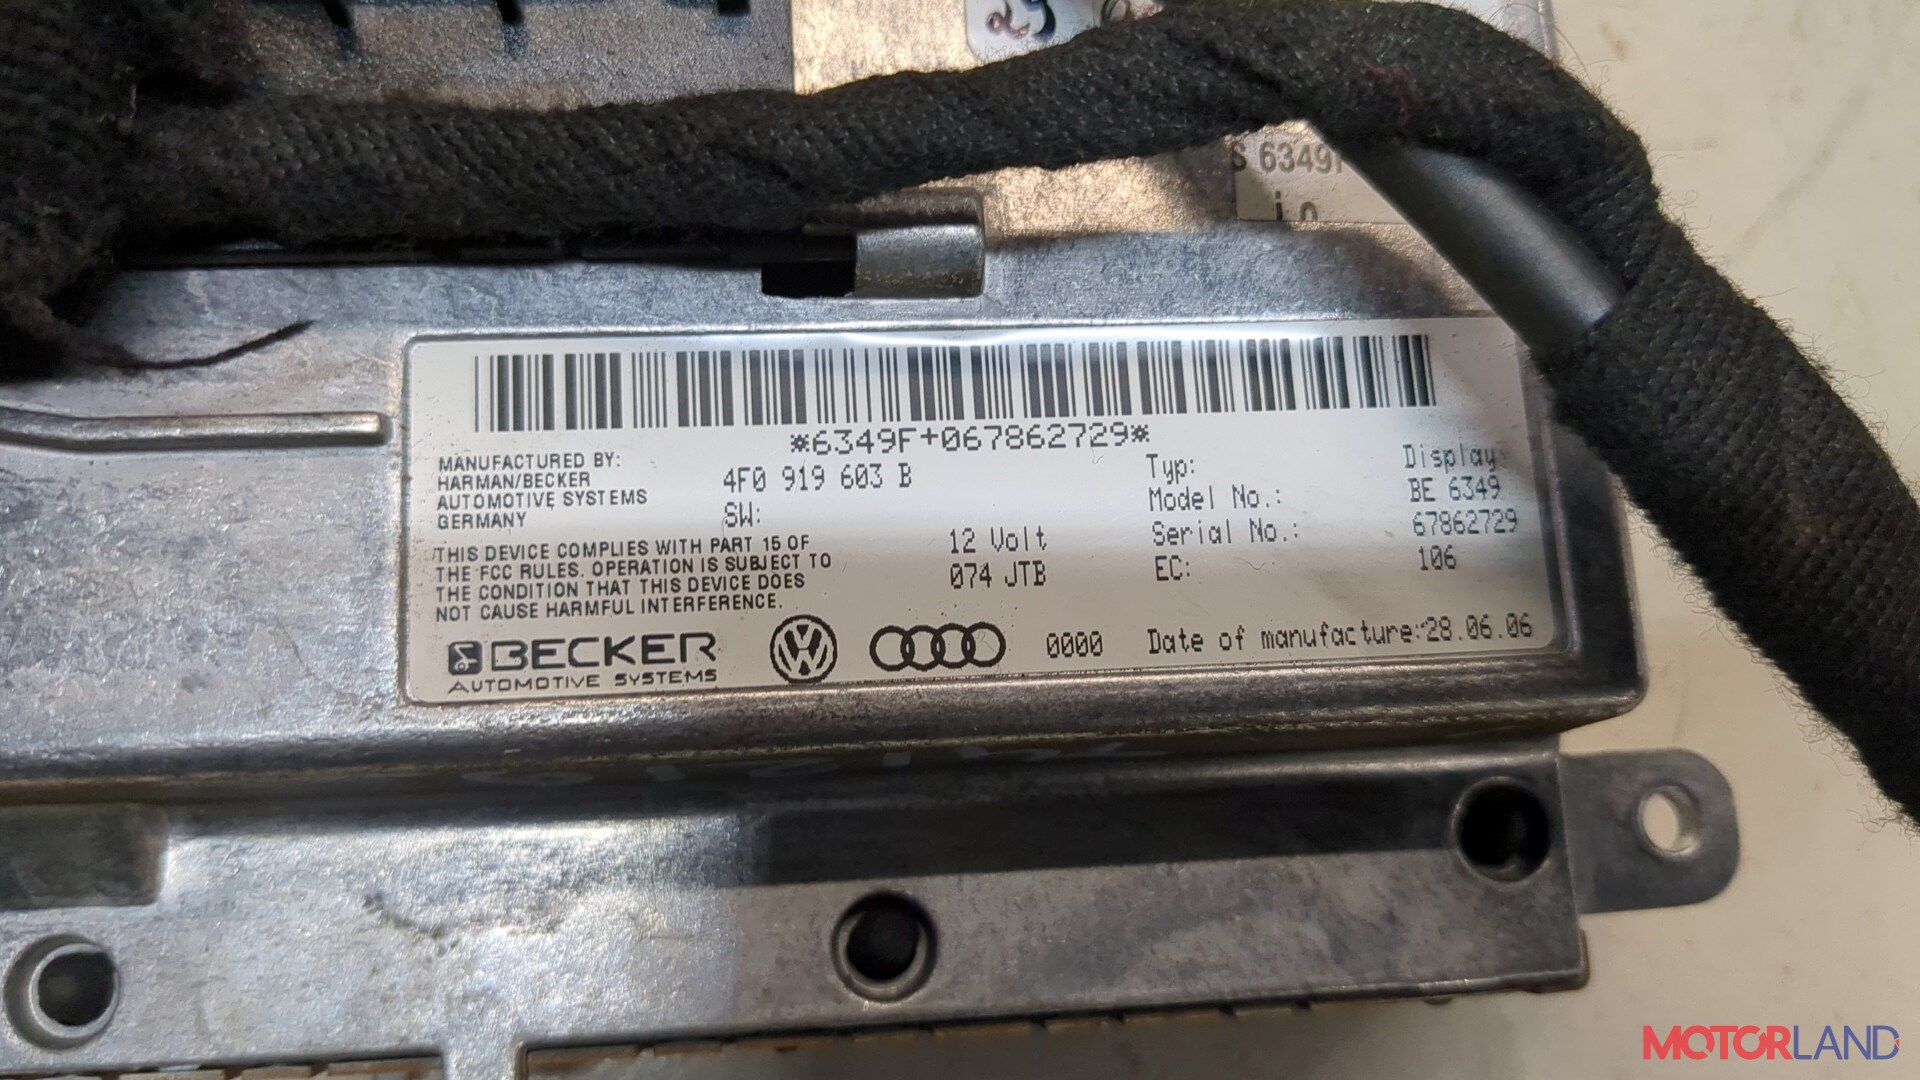 29
S 6349F
*6349F+067862729*
MANUFACTURED BY:
HARMAN/BECKER
AUTOMOTIVE SYSTEMS
GERMANY
4F0 919 603 B
SW:
Typ: Display
Model No.: BE 6349
Serial No.: 67862729
EC: 106
THIS DEVICE COMPLIES WITH PART 15 OF
THE FCC RULES. OPERATION IS SUBJECT TO
THE CONDITION THAT THIS DEVICE DOES
NOT CAUSE HARMFUL INTERFERENCE.
12 Volt
074 JTB
BECKER
AUTOMOTIVE SYSTEMS
0000
Date of manufacture:28.06.06
MOTORLAND